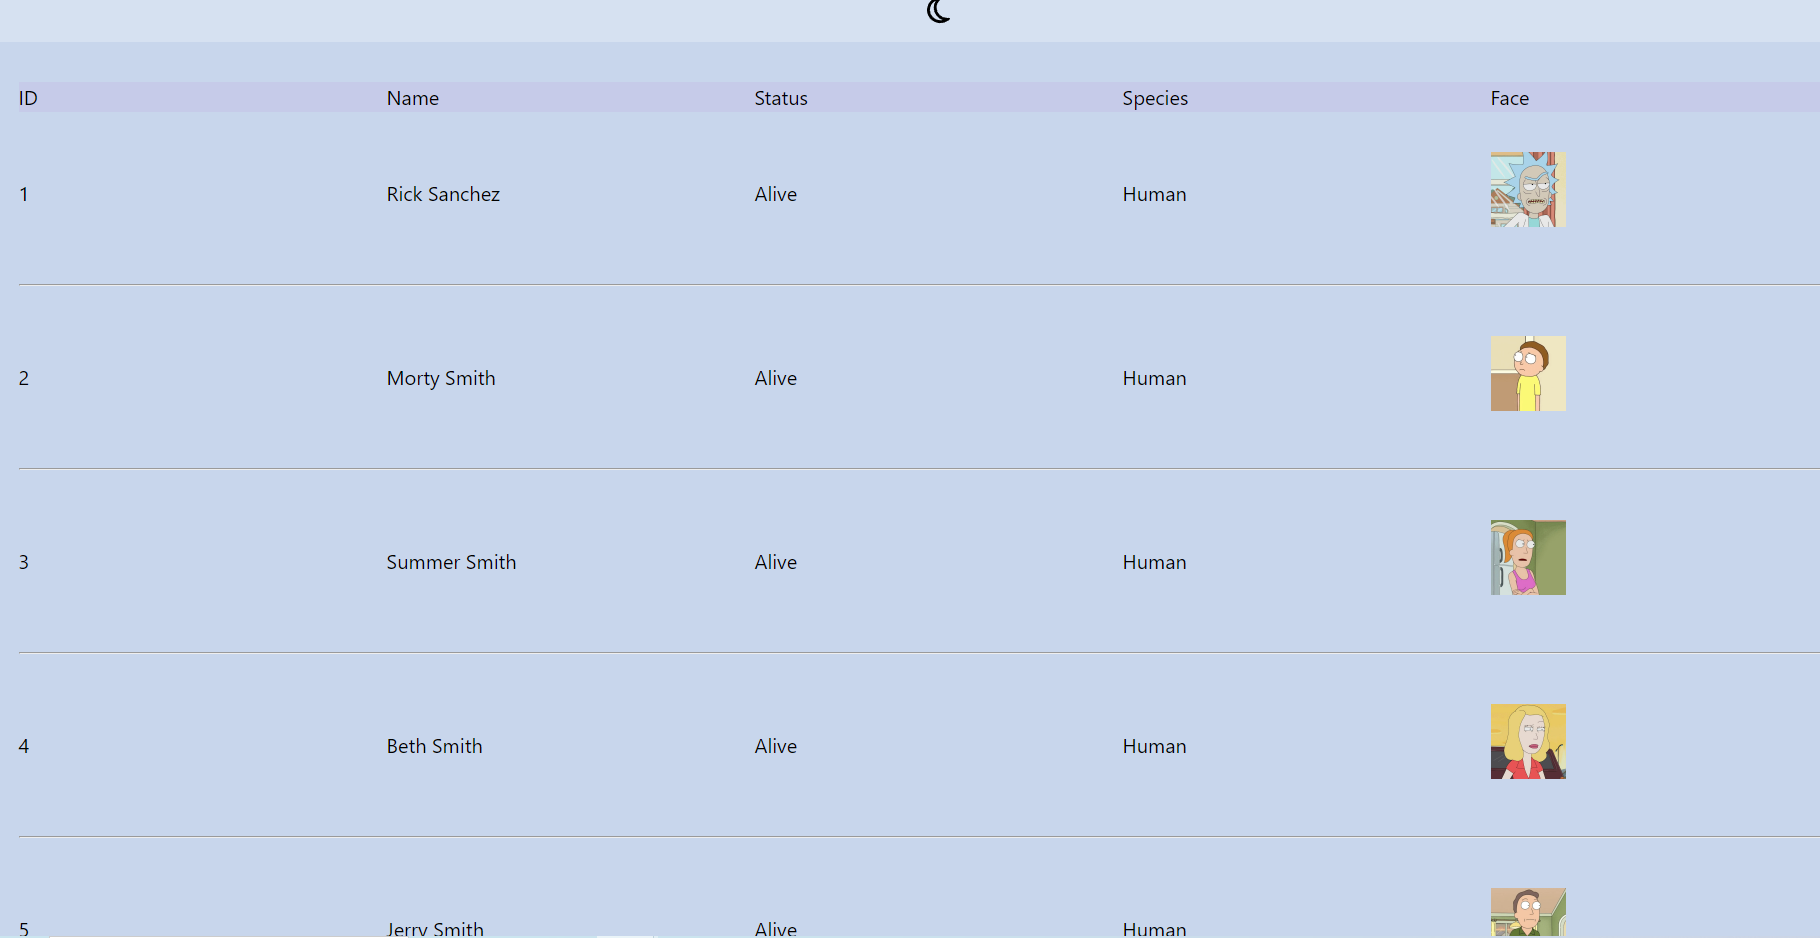 ID Name Status Species Face
1 Rick Sanchez Alive Human
2 Morty Smith Alive Human
3 Summer Smith Alive Human
4 Beth Smith Alive Human
5 Jerry Smith Alive Human